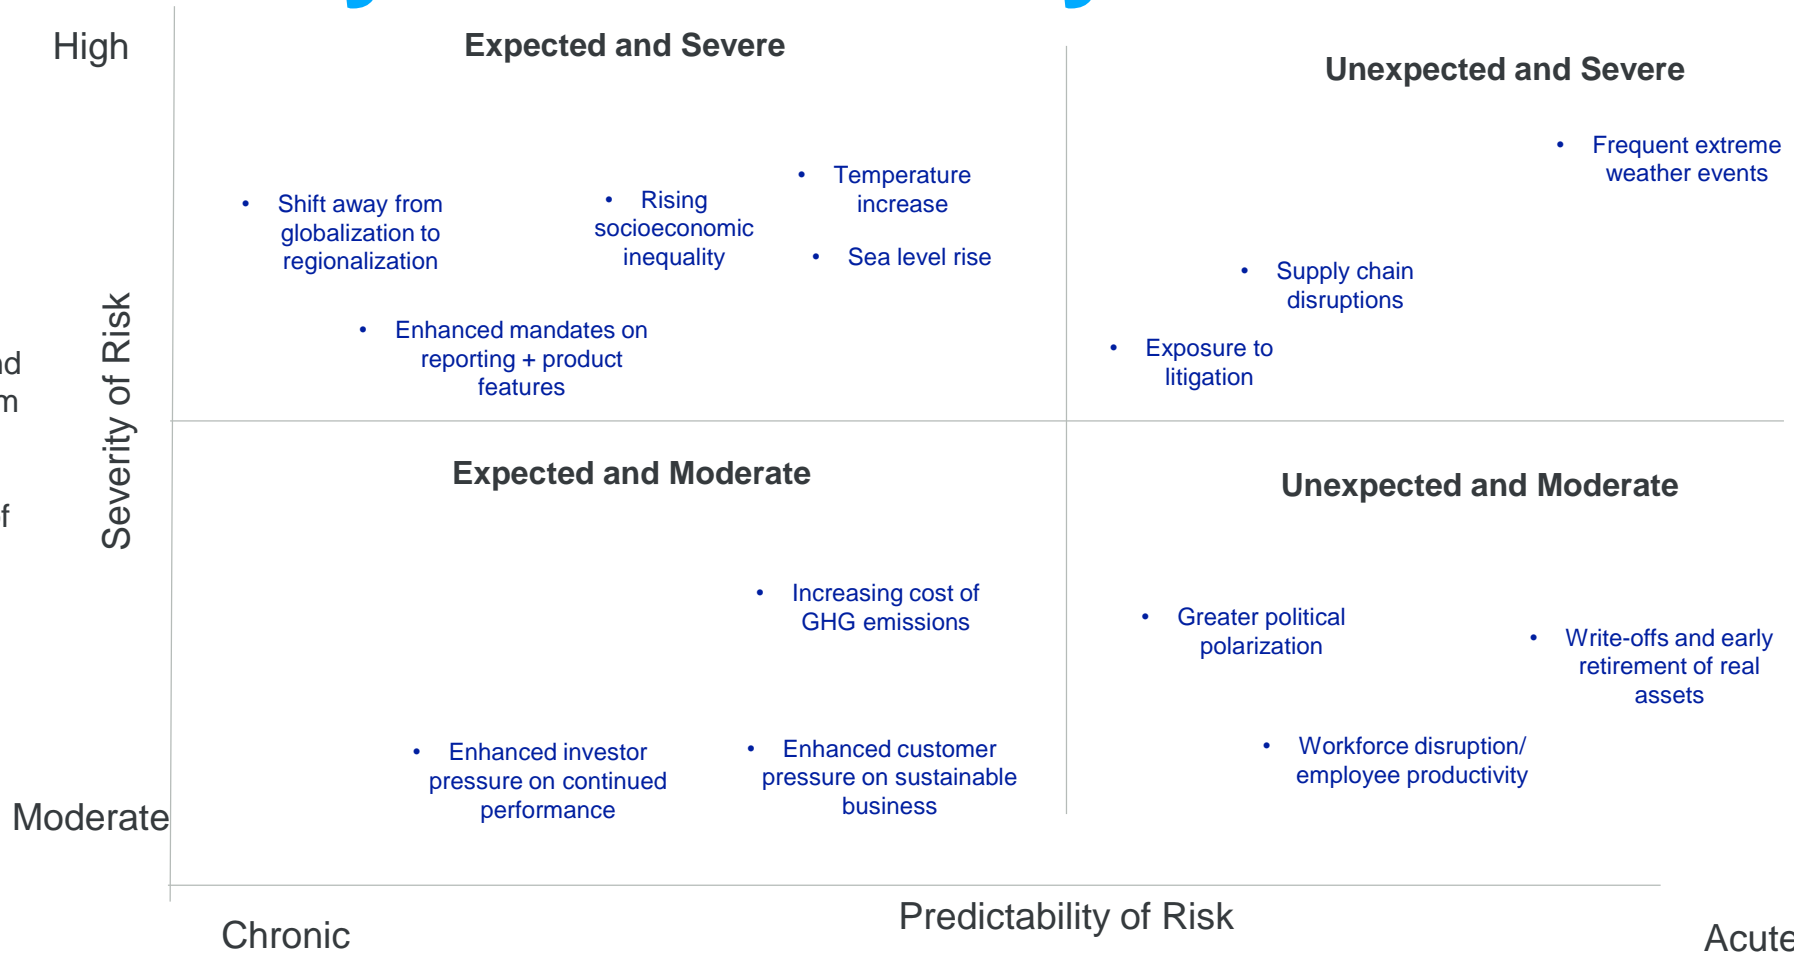 High
Expected and Severe
Unexpected and Severe
• Frequent extreme
weather events
• Temperature
increase
• Shift away from
globalization to
regionalization
• Rising
socioeconomic
inequality
• Sea level rise
• Supply chain
disruptions
• Enhanced mandates on
reporting + product
features
• Exposure to
litigation
Severity of Risk
Expected and Moderate
Unexpected and Moderate
• Increasing cost of
GHG emissions
• Greater political
polarization
• Write-offs and early
retirement of real
assets
• Enhanced investor
pressure on continued
performance
• Enhanced customer
pressure on sustainable
business
• Workforce disruption/
employee productivity
Moderate
Chronic
Predictability of Risk
Acute